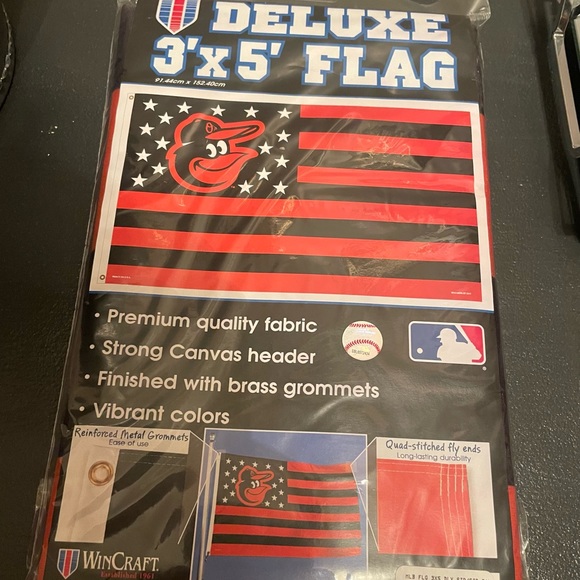 DELUXE
3'x5' FLAG
91.44cm x 152.40cm
• Premium quality fabric
• Strong Canvas header
• Finished with brass grommets
• Vibrant colors
Reinforced Metal Grommets
Ease of use
Quad-stitched fly ends
Long-lasting durability
WINCRAFT.
Established 1961